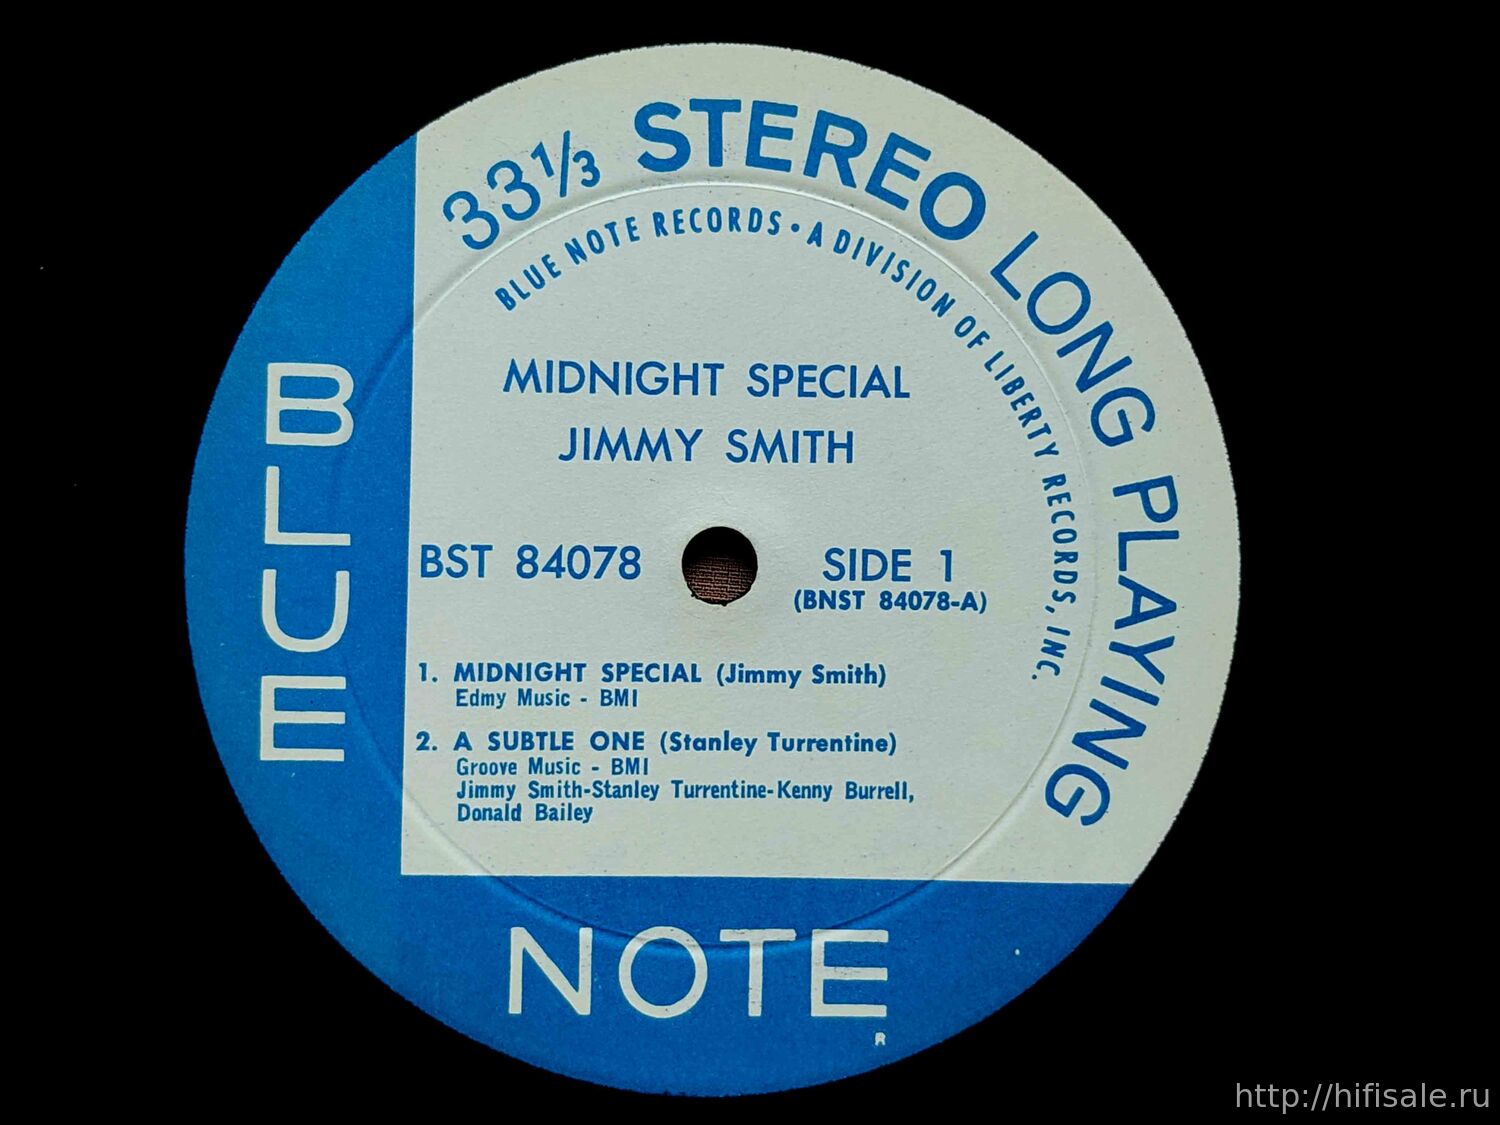 33⅓ STEREO LONG PLAYING
BLUE NOTE RECORDS • A DIVISION OF LIBERTY RECORDS, INC.
MIDNIGHT SPECIAL
JIMMY SMITH
BST 84078
SIDE 1
(BNST 84078-A)
1. MIDNIGHT SPECIAL (Jimmy Smith)
Edmy Music - BMI
2. A SUBTLE ONE (Stanley Turrentine)
Groove Music - BMI
Jimmy Smith-Stanley Turrentine-Kenny Burrell,
Donald Bailey
BLUE
NOTE
R
http://hifisale.ru